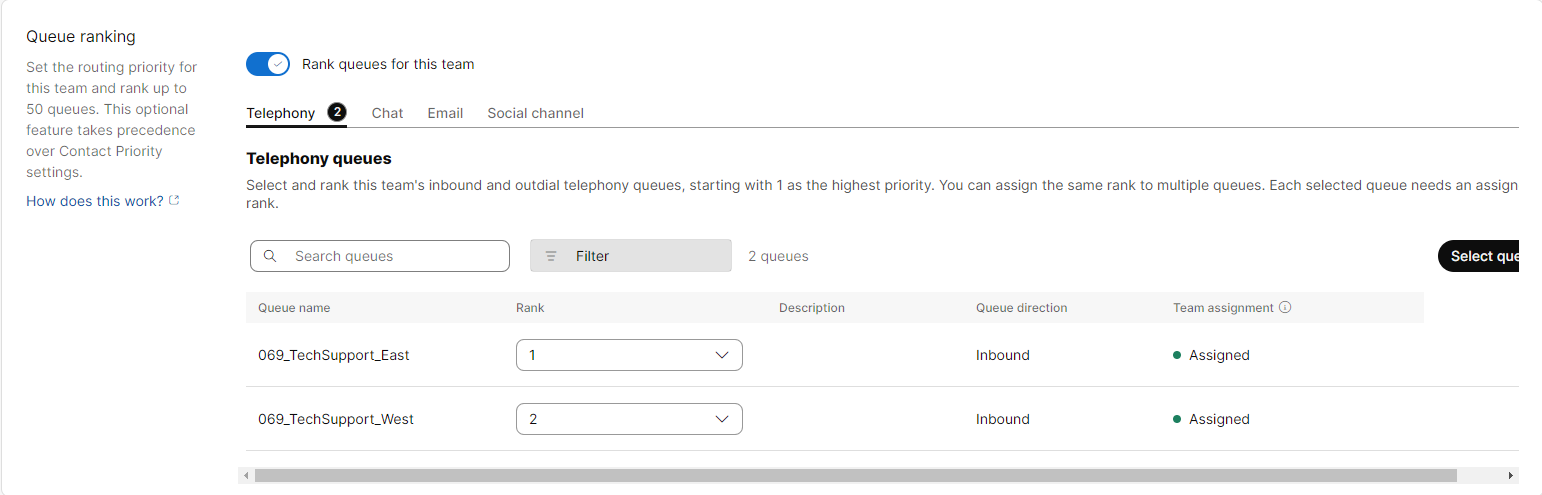 Queue ranking
Set the routing priority for
this team and rank up to
50 queues. This optional
feature takes precedence
over Contact Priority
settings.
How does this work?
Rank queues for this team
Telephony 2 Chat Email Social channel
Telephony queues
Select and rank this team's inbound and outdial telephony queues, starting with 1 as the highest priority. You can assign the same rank to multiple queues. Each selected queue needs an assign
rank.
Search queues Filter 2 queues Select que
Queue name Rank Description Queue direction Team assignment
069_TechSupport_East 1 Inbound Assigned
069_TechSupport_West 2 Inbound Assigned